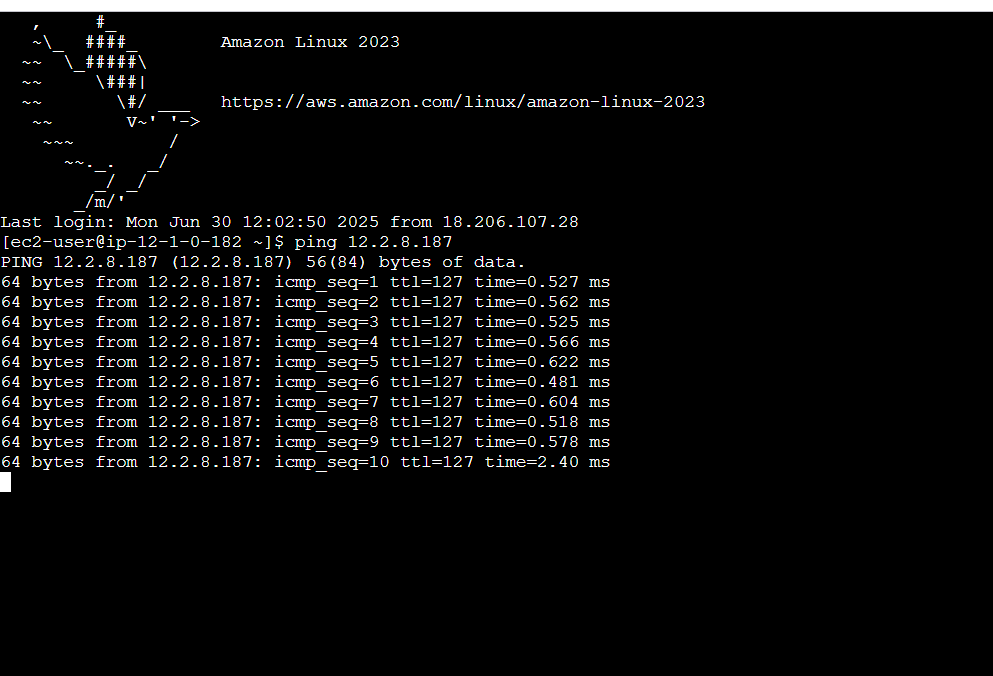 ,     #_
   ~\_  ####_        Amazon Linux 2023
  ~~  \_#####\
  ~~     \###|
  ~~       \#/ ___   https://aws.amazon.com/linux/amazon-linux-2023
   ~~       V~' '->
    ~~~         /
      ~~._.   _/
         _/ _/
       _/m/'
Last login: Mon Jun 30 12:02:50 2025 from 18.206.107.28
[ec2-user@ip-12-1-0-182 ~]$ ping 12.2.8.187
PING 12.2.8.187 (12.2.8.187) 56(84) bytes of data.
64 bytes from 12.2.8.187: icmp_seq=1 ttl=127 time=0.527 ms
64 bytes from 12.2.8.187: icmp_seq=2 ttl=127 time=0.562 ms
64 bytes from 12.2.8.187: icmp_seq=3 ttl=127 time=0.525 ms
64 bytes from 12.2.8.187: icmp_seq=4 ttl=127 time=0.566 ms
64 bytes from 12.2.8.187: icmp_seq=5 ttl=127 time=0.622 ms
64 bytes from 12.2.8.187: icmp_seq=6 ttl=127 time=0.481 ms
64 bytes from 12.2.8.187: icmp_seq=7 ttl=127 time=0.604 ms
64 bytes from 12.2.8.187: icmp_seq=8 ttl=127 time=0.518 ms
64 bytes from 12.2.8.187: icmp_seq=9 ttl=127 time=0.578 ms
64 bytes from 12.2.8.187: icmp_seq=10 ttl=127 time=2.40 ms